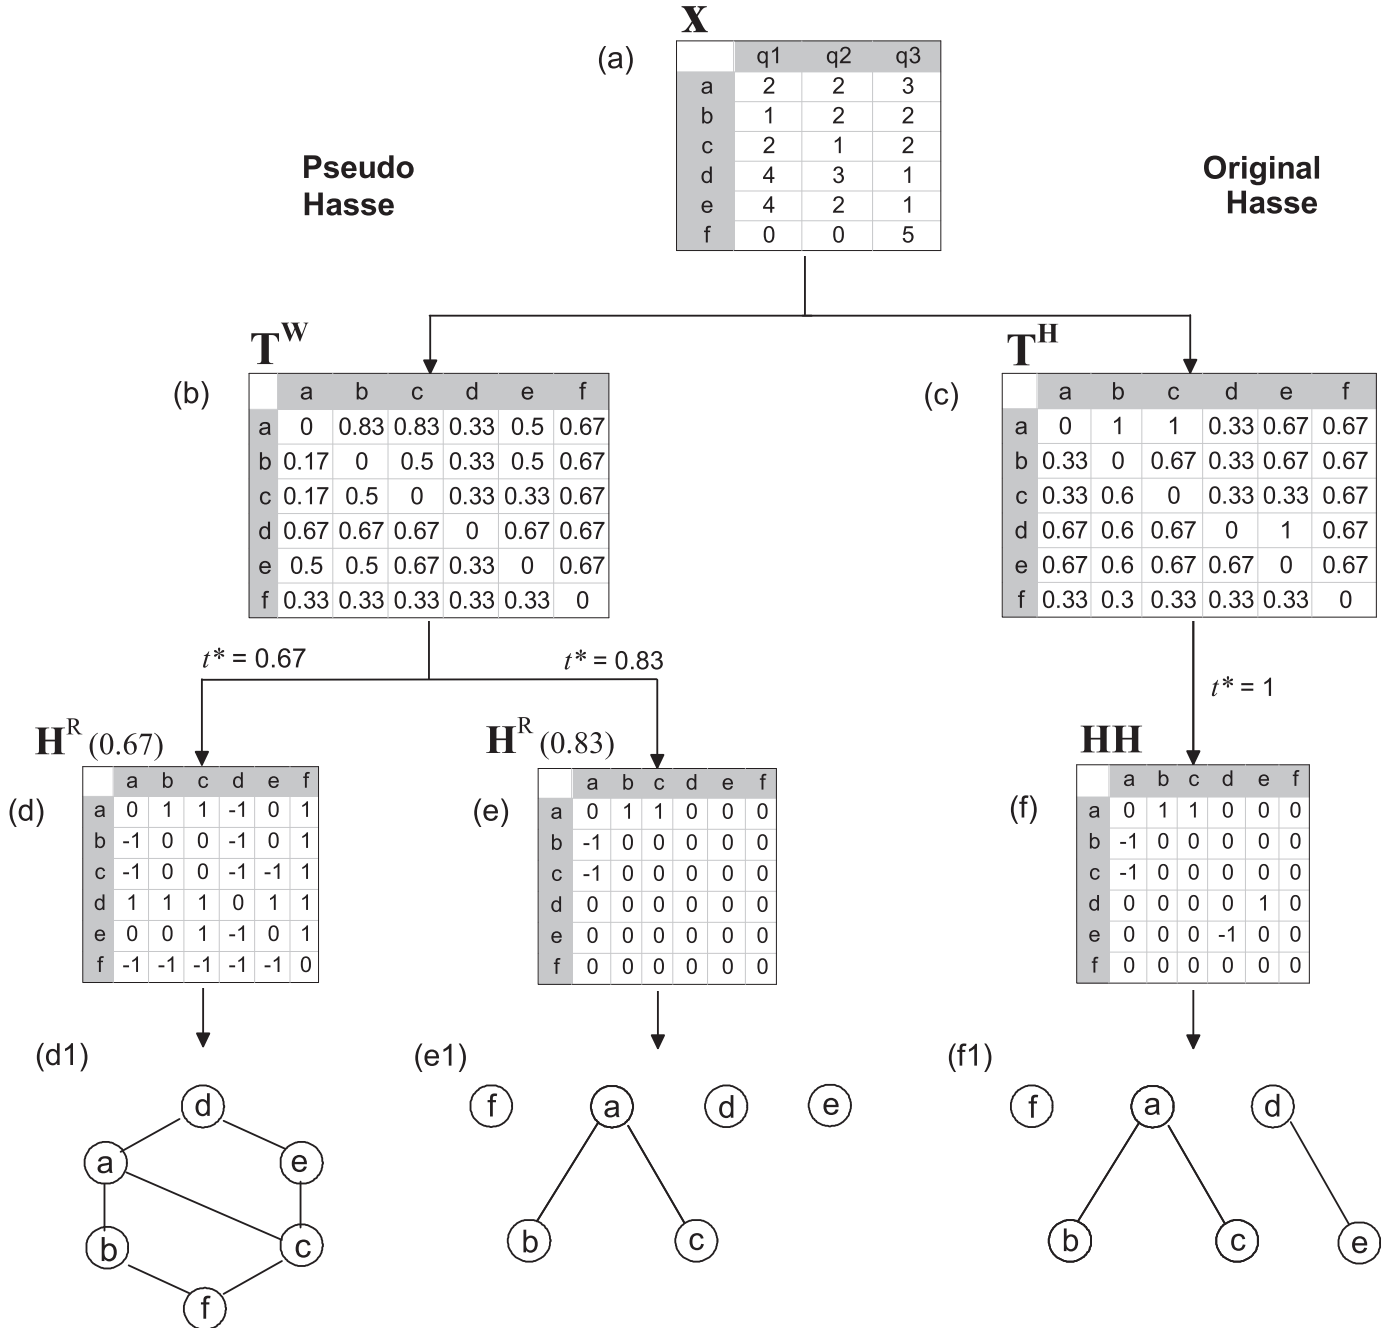 X
(a)
q1 q2 q3
a 2 2 3
b 1 2 2
c 2 1 2
d 4 3 1
e 4 2 1
f 0 0 5
Pseudo
Hasse
Original
Hasse
T^W
(b)
a b c d e f
a 0 0.83 0.83 0.33 0.5 0.67
b 0.17 0 0.5 0.33 0.5 0.67
c 0.17 0.5 0 0.33 0.33 0.67
d 0.67 0.67 0.67 0 0.67 0.67
e 0.5 0.5 0.67 0.33 0 0.67
f 0.33 0.33 0.33 0.33 0.33 0
T^H
(c)
a b c d e f
a 0 1 1 0.33 0.67 0.67
b 0.33 0 0.67 0.33 0.67 0.67
c 0.33 0.6 0 0.33 0.33 0.67
d 0.67 0.6 0.67 0 1 0.67
e 0.67 0.6 0.67 0.67 0 0.67
f 0.33 0.3 0.33 0.33 0.33 0
t* = 0.67
t* = 0.83
t* = 1
H^R (0.67)
(d)
a b c d e f
a 0 1 1 -1 0 1
b -1 0 0 -1 0 1
c -1 0 0 -1 -1 1
d 1 1 1 0 1 1
e 0 0 1 -1 0 1
f -1 -1 -1 -1 -1 0
H^R (0.83)
(e)
a b c d e f
a 0 1 1 0 0 0
b -1 0 0 0 0 0
c -1 0 0 0 0 0
d 0 0 0 0 0 0
e 0 0 0 0 0 0
f 0 0 0 0 0 0
HH
(f)
a b c d e f
a 0 1 1 0 0 0
b -1 0 0 0 0 0
c -1 0 0 0 0 0
d 0 0 0 0 1 0
e 0 0 0 -1 0 0
f 0 0 0 0 0 0
(d1)
d
a e
b c
f
(e1)
f a d e
b c
(f1)
f a d
b c e